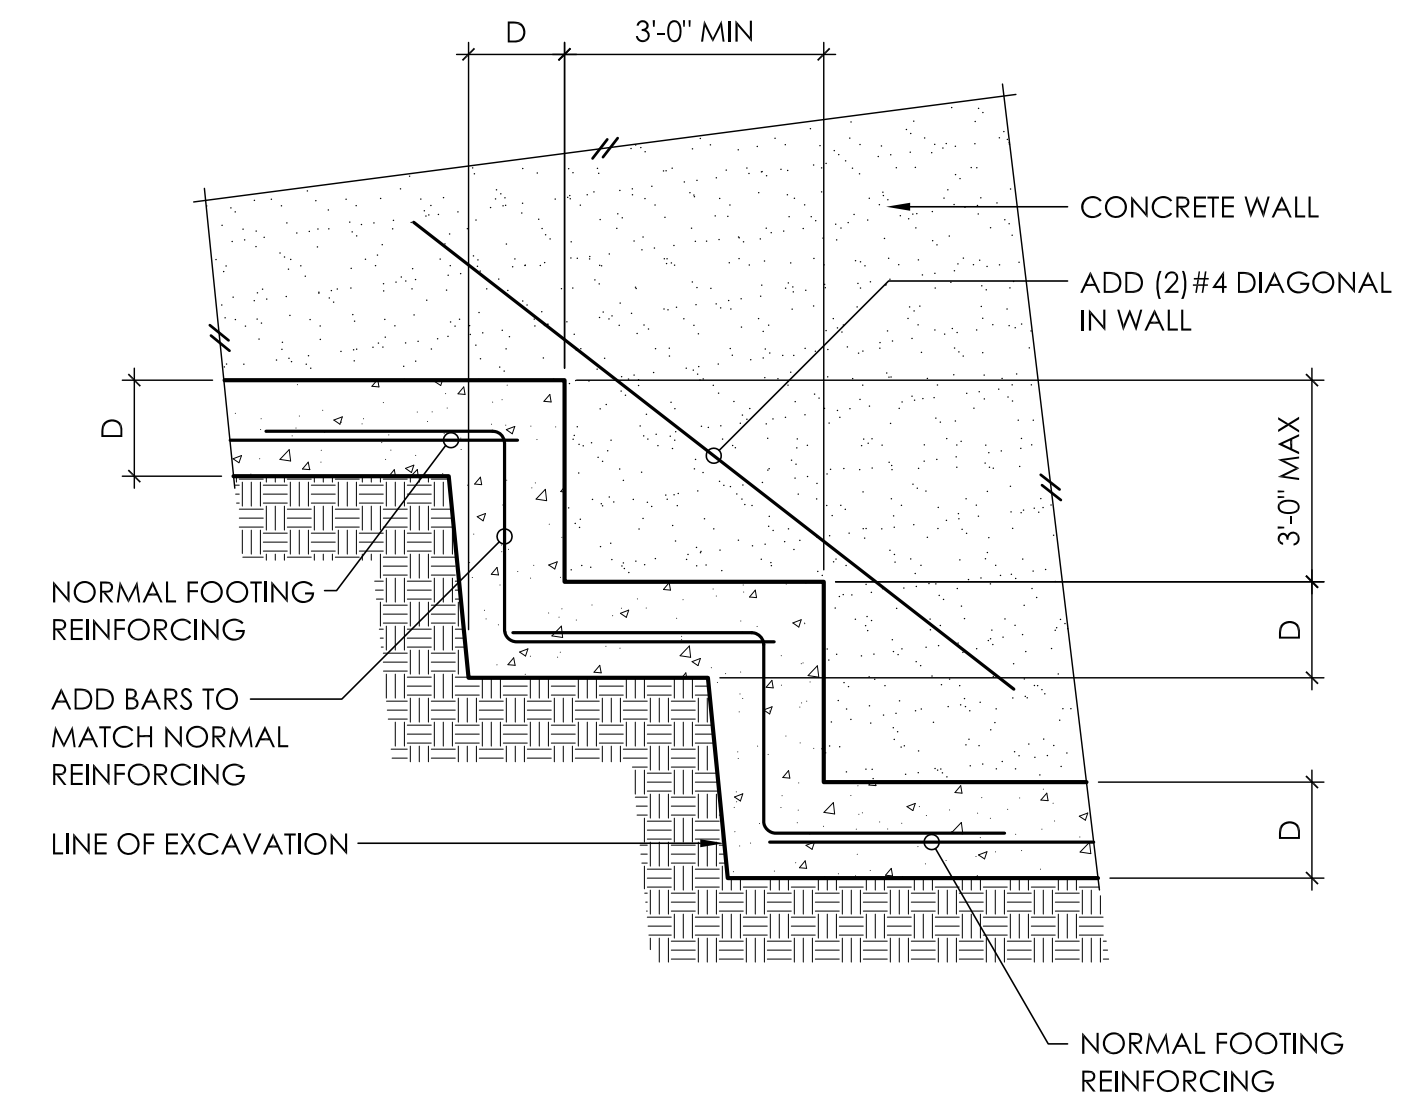 D
3'-0" MIN
CONCRETE WALL
ADD (2)#4 DIAGONAL
IN WALL
D
3'-0" MAX
NORMAL FOOTING
REINFORCING
D
ADD BARS TO
MATCH NORMAL
REINFORCING
LINE OF EXCAVATION
D
NORMAL FOOTING
REINFORCING